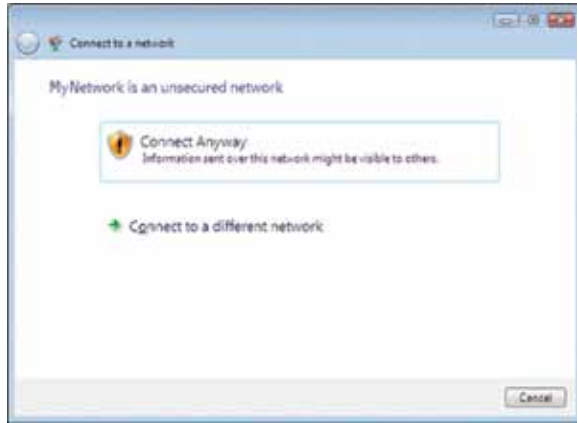 Connect to a network
MyNetwork is an unsecured network
Connect Anyway
Information sent over this network might be visible to others.
Connect to a different network
Cancel